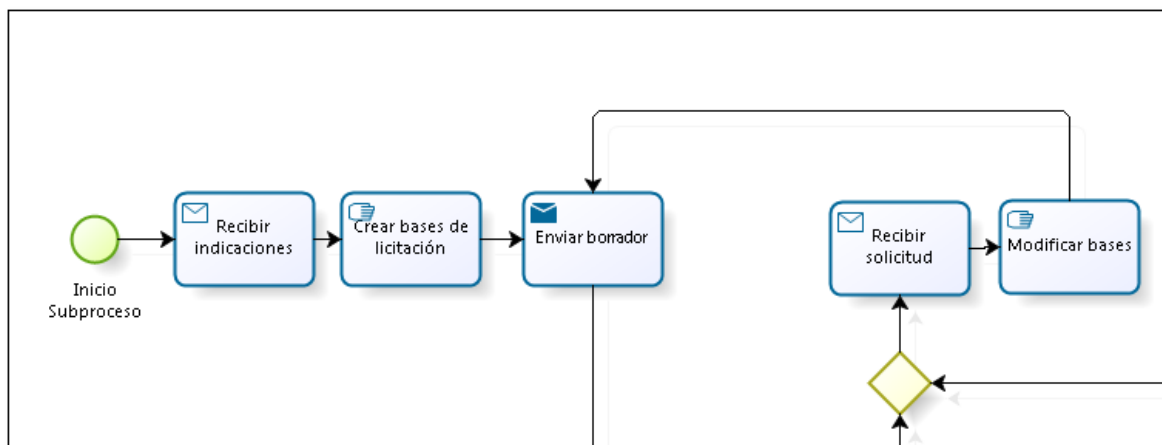 Recibir
indicaciones
Crear bases de
licitación
Enviar borrador
Recibir
solicitud
Modificar bases
Inicio
Subproceso